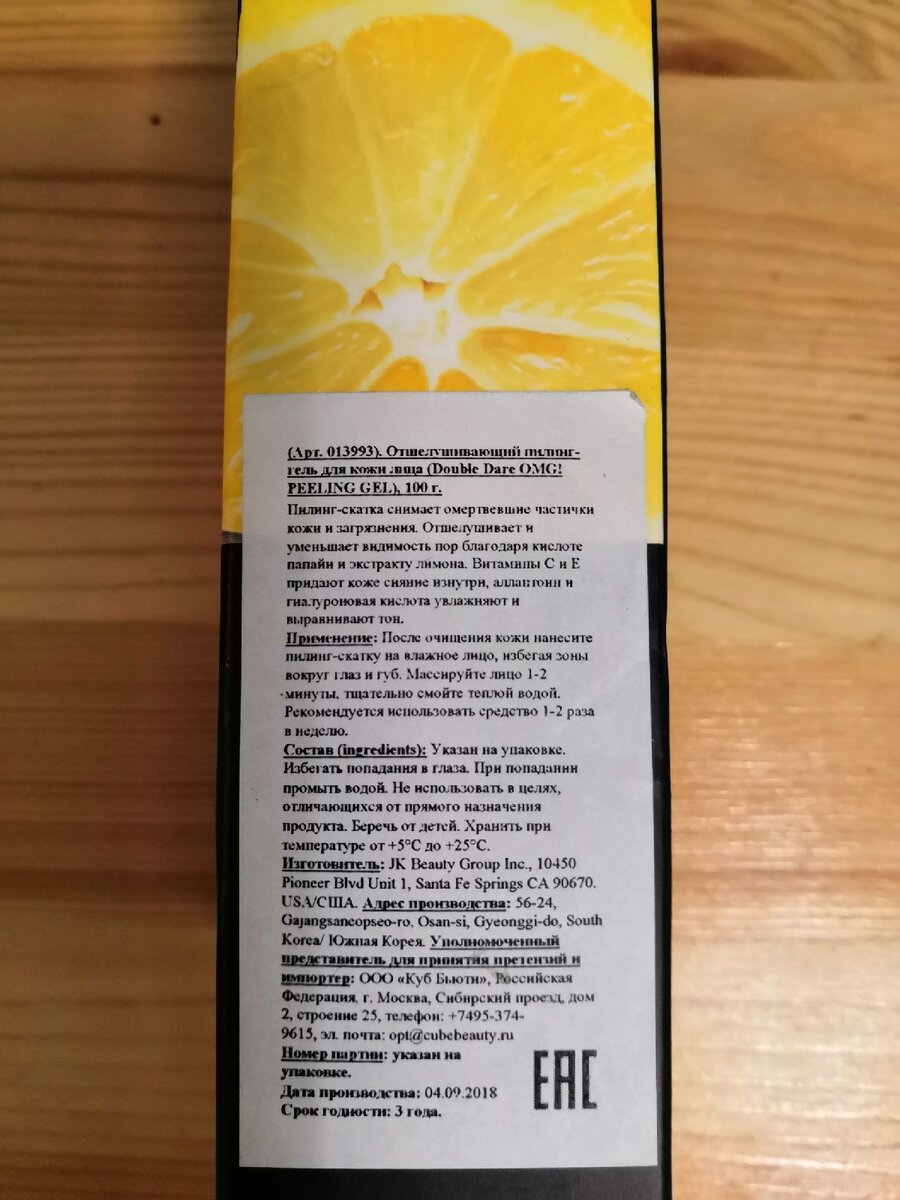 (Арт. 013993). Отшелушивающий пилинг-
гель для кожи лица (Double Dare OMG!
PEELING GEL), 100 г.
Пилинг-скатка снимает омертвевшие частички
кожи и загрязнения. Отшелушивает и
уменьшает видимость пор благодаря кислоте
папайи и экстракту лимона. Витамины С и Е
придают коже сияние изнутри, аллантоин и
гиалуроновая кислота увлажняют и
выравнивают тон.
Применение: После очищения кожи нанесите
пилинг-скатку на влажное лицо, избегая зоны
вокруг глаз и губ. Массируйте лицо 1-2
минуты, тщательно смойте теплой водой.
Рекомендуется использовать средство 1-2 раза
в неделю.
Состав (ingredients): Указан на упаковке.
Избегать попадания в глаза. При попадании
промыть водой. Не использовать в целях,
отличающихся от прямого назначения
продукта. Беречь от детей. Хранить при
температуре от +5°С до +25°С.
Изготовитель: JK Beauty Group Inc., 10450
Pioneer Blvd Unit 1, Santa Fe Springs CA 90670.
USA/США. Адрес производства: 56-24,
Gajangsaneopseo-ro, Osan-si, Gyeonggi-do, South
Korea/ Южная Корея. Уполномоченный
представитель для принятия претензий и
импортер: ООО «Куб Бьюти», Российская
Федерация, г. Москва, Сибирский проезд, дом
2, строение 25, телефон: +7495-374-
9615, эл. почта: opt@cubebeauty.ru
Номер партии: указан на
упаковке.
Дата производства: 04.09.2018
Срок годности: 3 года.
EAC